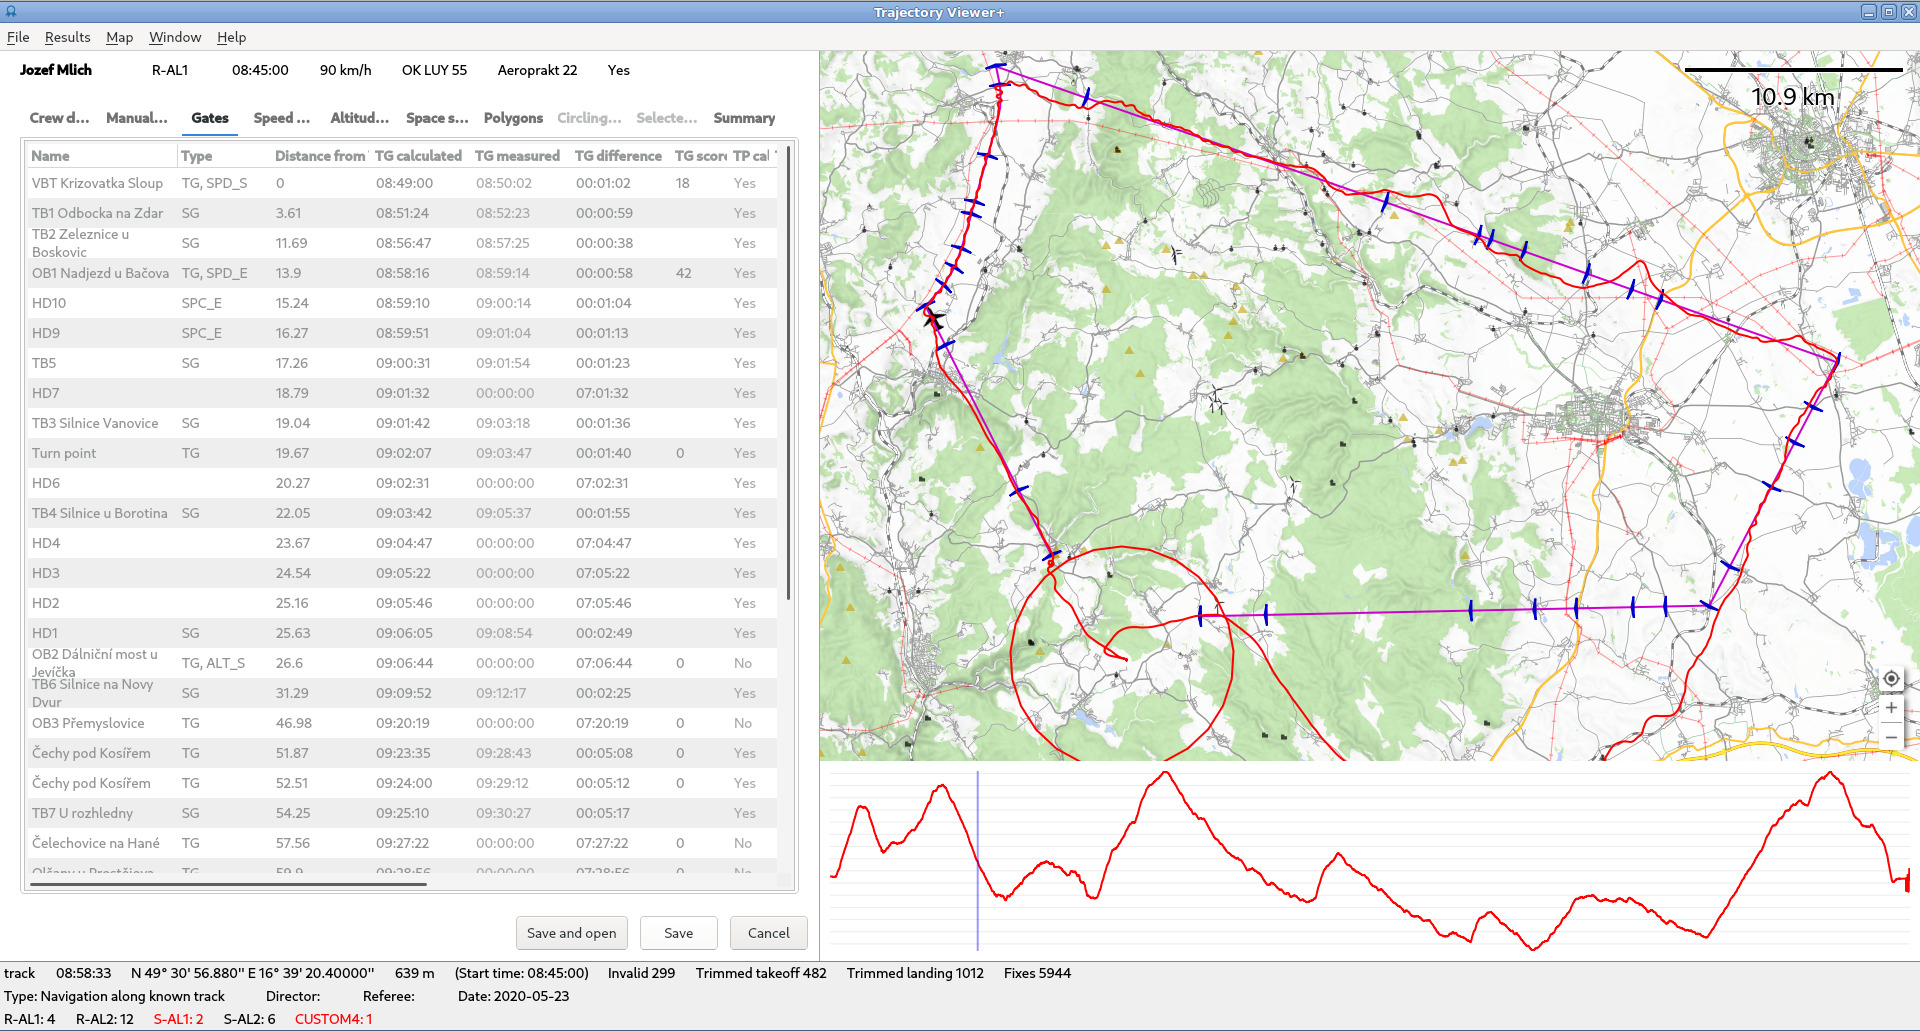 Trajectory Viewer+
File Results Map Window Help
Jozef Mlich R-AL1 08:45:00 90 km/h OK LUY 55 Aeroprakt 22 Yes
Crew d... Manual... Gates Speed ... Altitud... Space s... Polygons Circling... Selecte... Summary
Name Type Distance from TG calculated TG measured TG difference TG score TP cal
VBT Krizovatka Sloup TG, SPD_S 0 08:49:00 08:50:02 00:01:02 18 Yes
TB1 Odbocka na Zdar SG 3.61 08:51:24 08:52:23 00:00:59 Yes
TB2 Zeleznice u
Boskovic SG 11.69 08:56:47 08:57:25 00:00:38 Yes
OB1 Nadjezd u Bačova TG, SPD_E 13.9 08:58:16 08:59:14 00:00:58 42 Yes
HD10 SPC_E 15.24 08:59:10 09:00:14 00:01:04 Yes
HD9 SPC_E 16.27 08:59:51 09:01:04 00:01:13 Yes
TB5 SG 17.26 09:00:31 09:01:54 00:01:23 Yes
HD7 18.79 09:01:32 00:00:00 07:01:32 Yes
TB3 Silnice Vanovice SG 19.04 09:01:42 09:03:18 00:01:36 Yes
Turn point TG 19.67 09:02:07 09:03:47 00:01:40 0 Yes
HD6 20.27 09:02:31 00:00:00 07:02:31 Yes
TB4 Silnice u Borotina SG 22.05 09:03:42 09:05:37 00:01:55 Yes
HD4 23.67 09:04:47 00:00:00 07:04:47 Yes
HD3 24.54 09:05:22 00:00:00 07:05:22 Yes
HD2 25.16 09:05:46 00:00:00 07:05:46 Yes
HD1 SG 25.63 09:06:05 09:08:54 00:02:49 Yes
OB2 Dálniční most u
Jevíčka TG, ALT_S 26.6 09:06:44 00:00:00 07:06:44 0 No
TB6 Silnice na Novy
Dvur SG 31.29 09:09:52 09:12:17 00:02:25 Yes
OB3 Přemyslovice TG 46.98 09:20:19 00:00:00 07:20:19 0 No
Čechy pod Kosířem TG 51.87 09:23:35 09:28:43 00:05:08 0 Yes
Čechy pod Kosířem TG 52.51 09:24:00 09:29:12 00:05:12 0 Yes
TB7 U rozhledny SG 54.25 09:25:10 09:30:27 00:05:17 Yes
Čelechovice na Hané TG 57.56 09:27:22 00:00:00 07:27:22 0 No
Olšany u Prostějova TG 59.9 09:28:56 00:00:00 07:28:56 0 No
Save and open Save Cancel
10.9 km
track 08:58:33 N 49° 30' 56.880'' E 16° 39' 20.40000'' 639 m (Start time: 08:45:00) Invalid 299 Trimmed takeoff 482 Trimmed landing 1012 Fixes 5944
Type: Navigation along known track Director: Referee: Date: 2020-05-23
R-AL1: 4 R-AL2: 12 S-AL1: 2 S-AL2: 6 CUSTOM4: 1